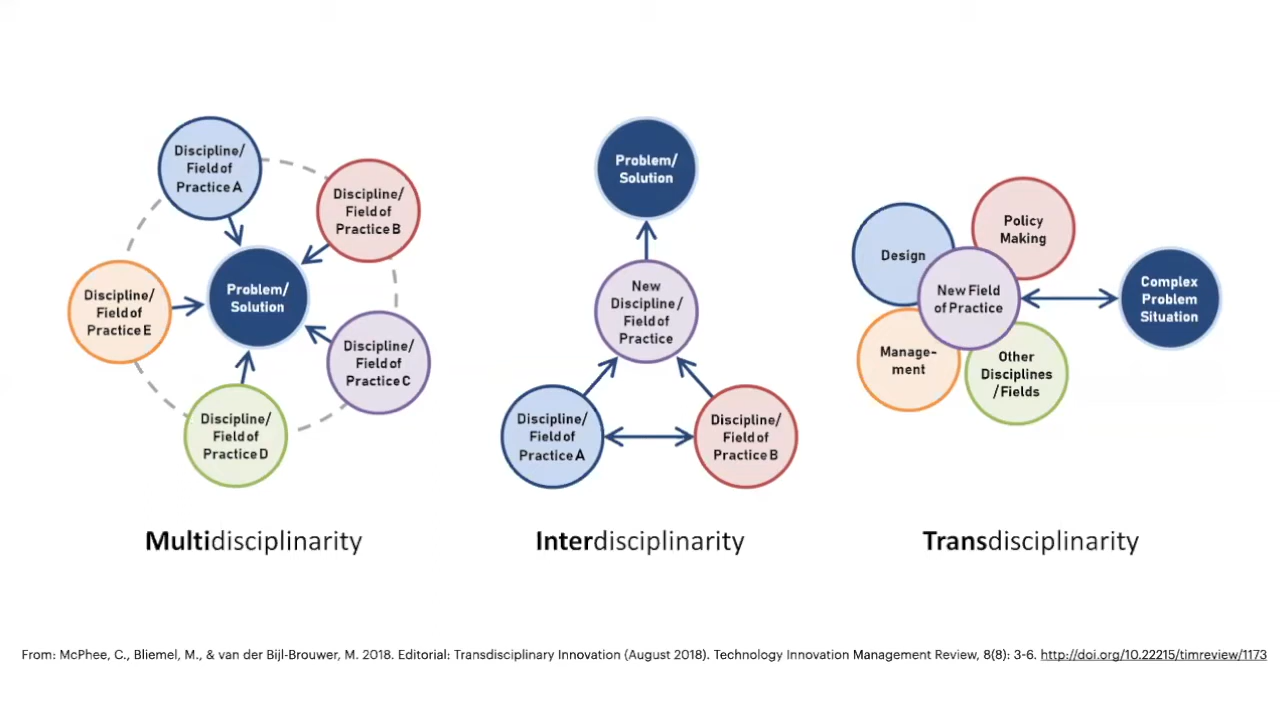 Discipline/
Field of
Practice A
Discipline/
Field of
Practice B
Discipline/
Field of
Practice E
Problem/
Solution
Discipline/
Field of
Practice C
Discipline/
Field of
Practice D
Multidisciplinarity
Problem/
Solution
New
Discipline/
Field of
Practice
Discipline/
Field of
Practice A
Discipline/
Field of
Practice B
Interdisciplinarity
Design
Policy
Making
New Field
of Practice
Complex
Problem
Situation
Manage-
ment
Other
Disciplines
/Fields
Transdisciplinarity
From: McPhee, C., Bliemel, M., & van der Bijl-Brouwer, M. 2018. Editorial: Transdisciplinary Innovation (August 2018). Technology Innovation Management Review, 8(8): 3-6. http://doi.org/10.22215/timreview/1173